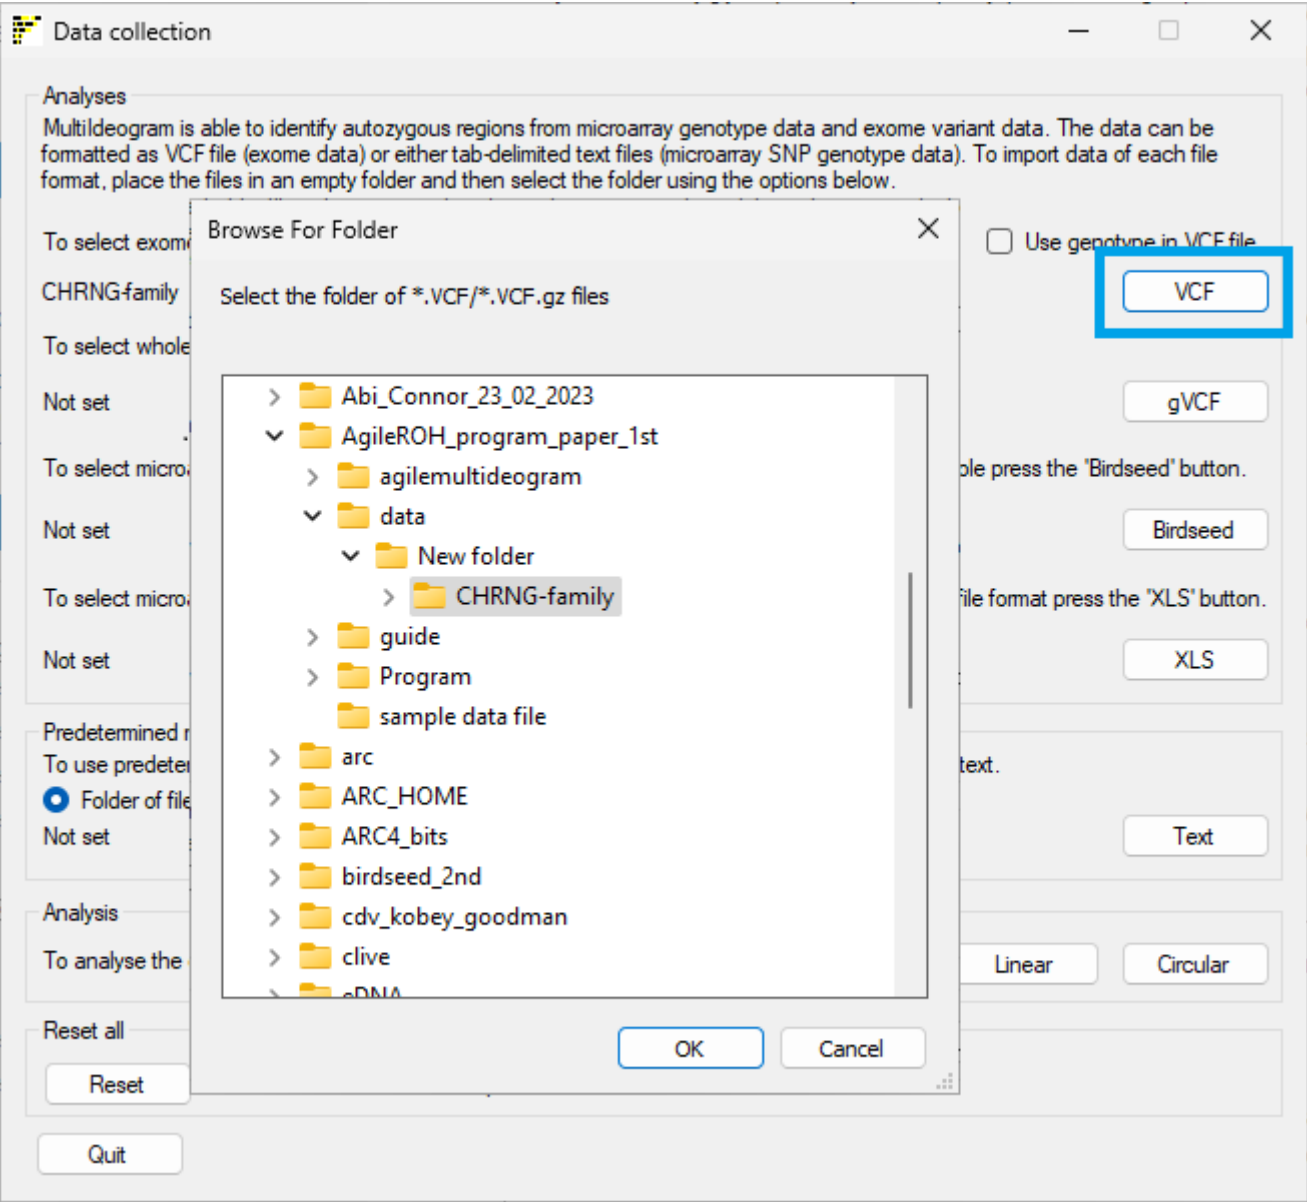 Data collection
Analyses
MultiIdeogram is able to identify autozygous regions from microarray genotype data and exome variant data. The data can be
formatted as VCF file (exome data) or either tab-delimited text files (microarray SNP genotype data). To import data of each file
format, place the files in an empty folder and then select the folder using the options below.
Browse For Folder
To select exome
Use genotype in VCF file
CHRNG-family
Select the folder of *.VCF/*.VCF.gz files
VCF
To select whole
Abi_Connor_23_02_2023
Not set
gVCF
AgileROH_program_paper_1st
To select micro
agilemultideogram
ple press the "Birdseed" button.
data
Not set
Birdseed
New folder
To select micro
CHRNG-family
file format press the "XLS" button.
guide
Not set
XLS
Program
sample data file
Predetermined
To use predeter
arc
text.
Folder of file
ARC_HOME
Not set
ARC4_bits
Text
birdseed_2nd
Analysis
cdv_kobey_goodman
To analyse the
clive
Linear
Circular
eDNA
Reset all
OK
Cancel
Reset
Quit